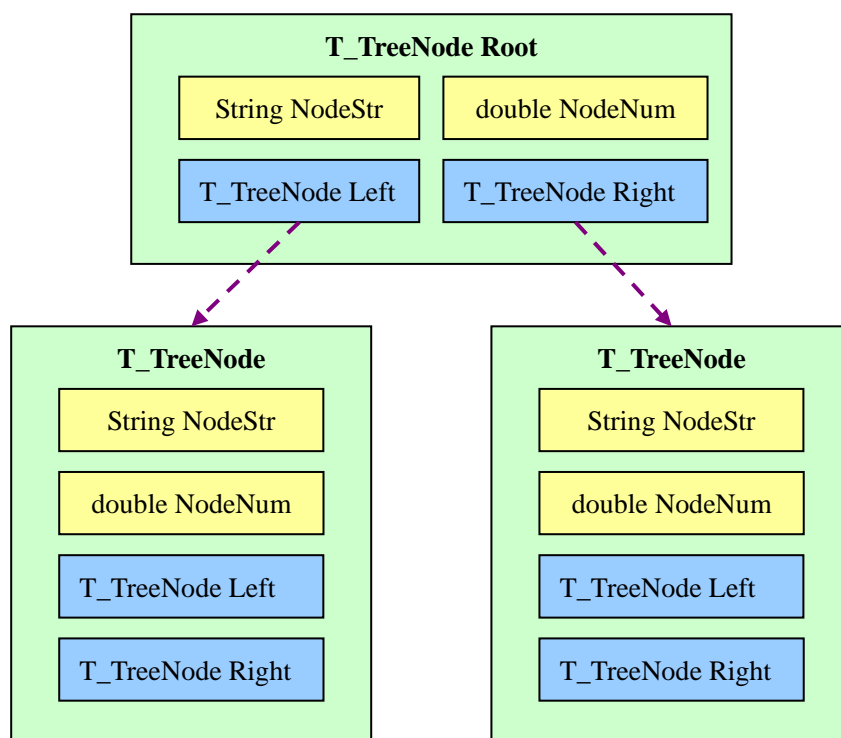 T_TreeNode Root
String NodeStr
double NodeNum
T_TreeNode Left
T_TreeNode Right
T_TreeNode
String NodeStr
double NodeNum
T_TreeNode Left
T_TreeNode Right
T_TreeNode
String NodeStr
double NodeNum
T_TreeNode Left
T_TreeNode Right